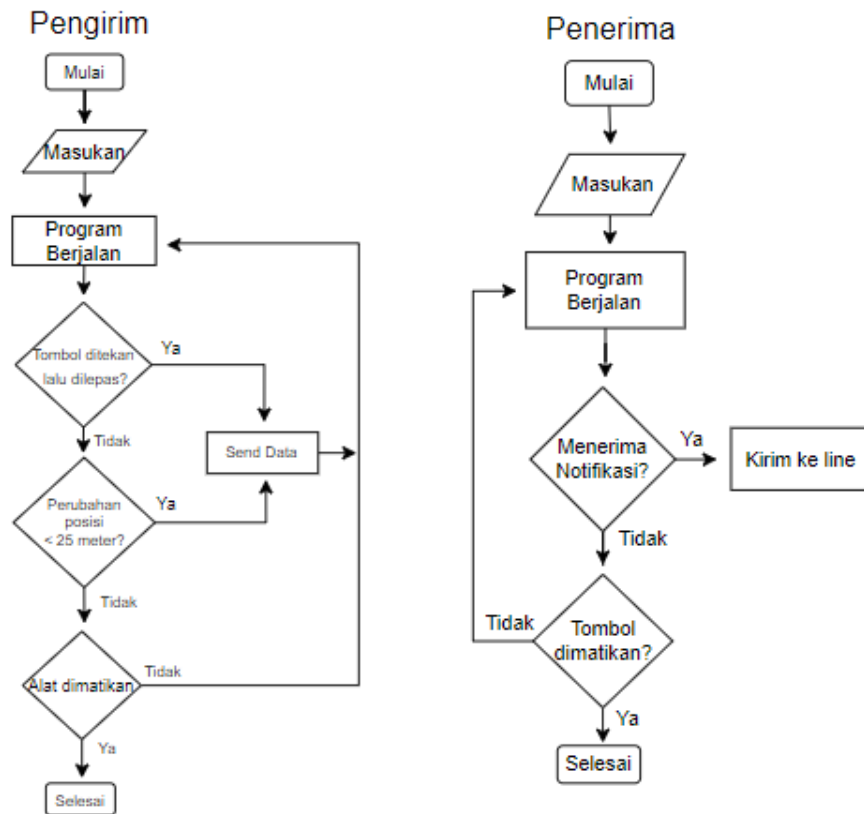 Pengirim
Mulai
Masukan
Program
Berjalan
Tombol ditekan
lalu dilepas?
Ya
Tidak
Send Data
Perubahan
posisi
< 25 meter?
Ya
Tidak
Alat dimatikan
Tidak
Ya
Selesai
Penerima
Mulai
Masukan
Program
Berjalan
Menerima
Notifikasi?
Ya
Kirim ke line
Tidak
Tombol
dimatikan?
Tidak
Ya
Selesai